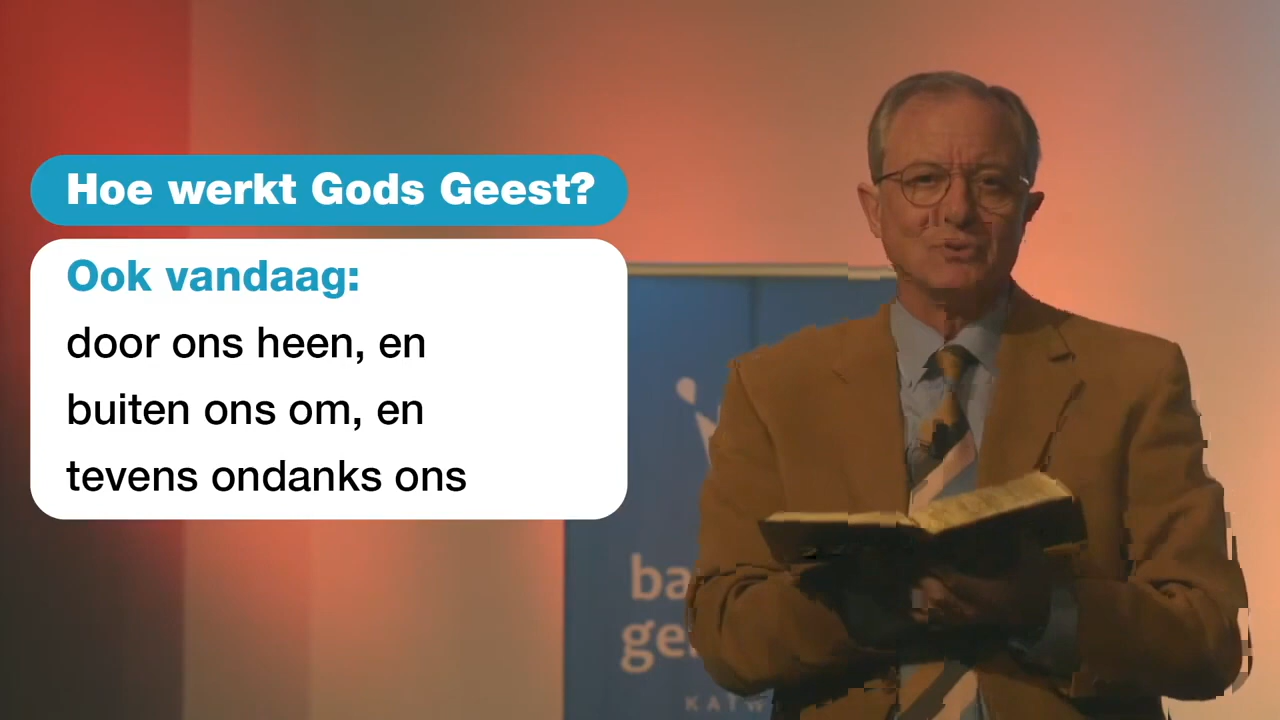 Hoe werkt Gods Geest?
Ook vandaag:
door ons heen, en
buiten ons om, en
tevens ondanks ons